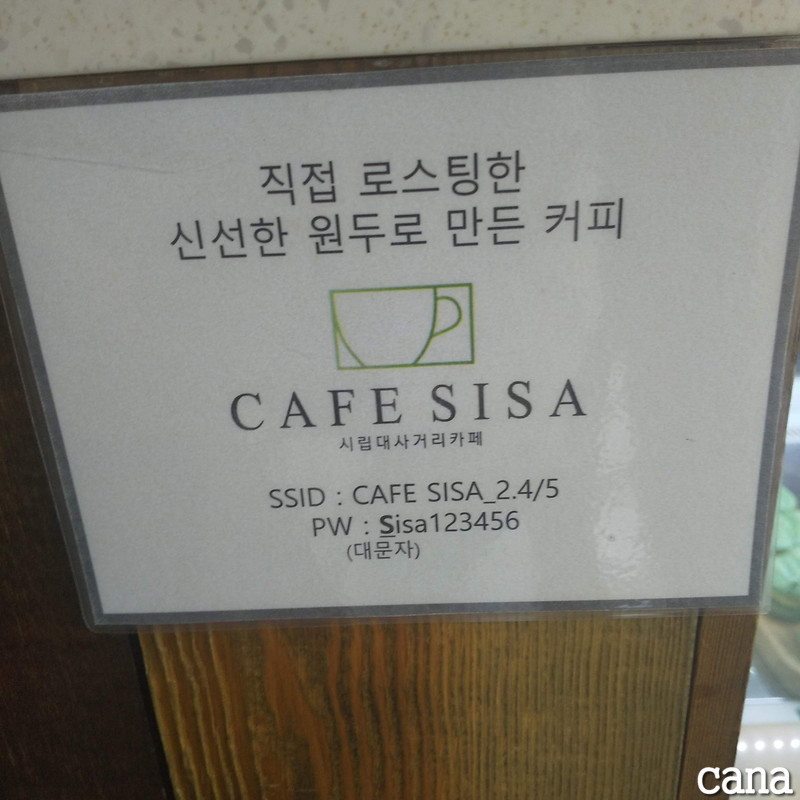 직접 로스팅한
신선한 원두로 만든 커피
CAFE SISA
시립대사거리카페
SSID : CAFE SISA_2.4/5
PW : Sisa123456
(대문자)
cana